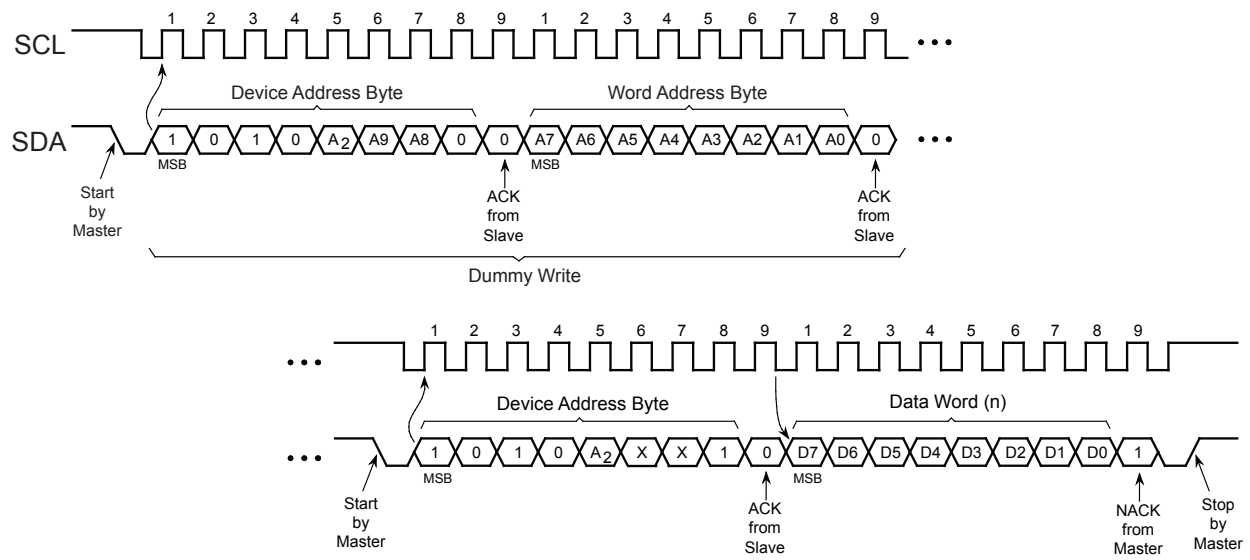 1 2 3 4 5 6 7 8 9 1 2 3 4 5 6 7 8 9
SCL
Device Address Byte Word Address Byte
SDA 1 0 1 0 A2 A9 A8 0 0 A7 A6 A5 A4 A3 A2 A1 A0 0
MSB MSB
Start
by
Master
ACK
from
Slave
ACK
from
Slave
Dummy Write
1 2 3 4 5 6 7 8 9 1 2 3 4 5 6 7 8 9
Device Address Byte Data Word (n)
1 0 1 0 A2 X X 1 0 D7 D6 D5 D4 D3 D2 D1 D0 1
MSB MSB
Start
by
Master
ACK
from
Slave
NACK
from
Master
Stop
by
Master